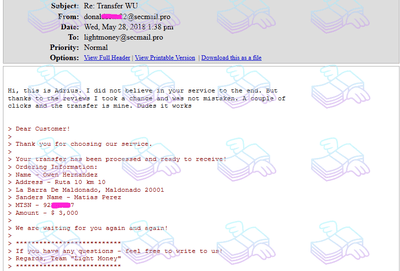 Subject: Re: Transfer WU
From: donal 2@secmail.pro
Date: Wed, May 28, 2018 1:38 pm
To: lightmoney@secmail.pro
Priority: Normal
Options: View Full Header | View Printable Version | Download this as a file
Hi, this is Adrius. I did not believe in your service to the end. But
thanks to the reviews I took a chance and was not mistaken. A couple of
clicks and the transfer is mine. Dudes it works
> Dear Customer!
>
> Thank you for choosing our service.
>
> Your transfer has been processed and ready to receive!
> Ordering Information:
> Name - Owen Hernandez
> Address - Ruta 10 km 10
> La Barra De Maldonado, Maldonado 20001
> Sanders Name - Matias Perez
> MTSN - 92 7
> Amount - $ 3,000
>
> We are waiting for you again and again!
>
> ***************************
> If you have any questions - feel free to write to us!
> Regards, Team "Light Money"
> ***************************